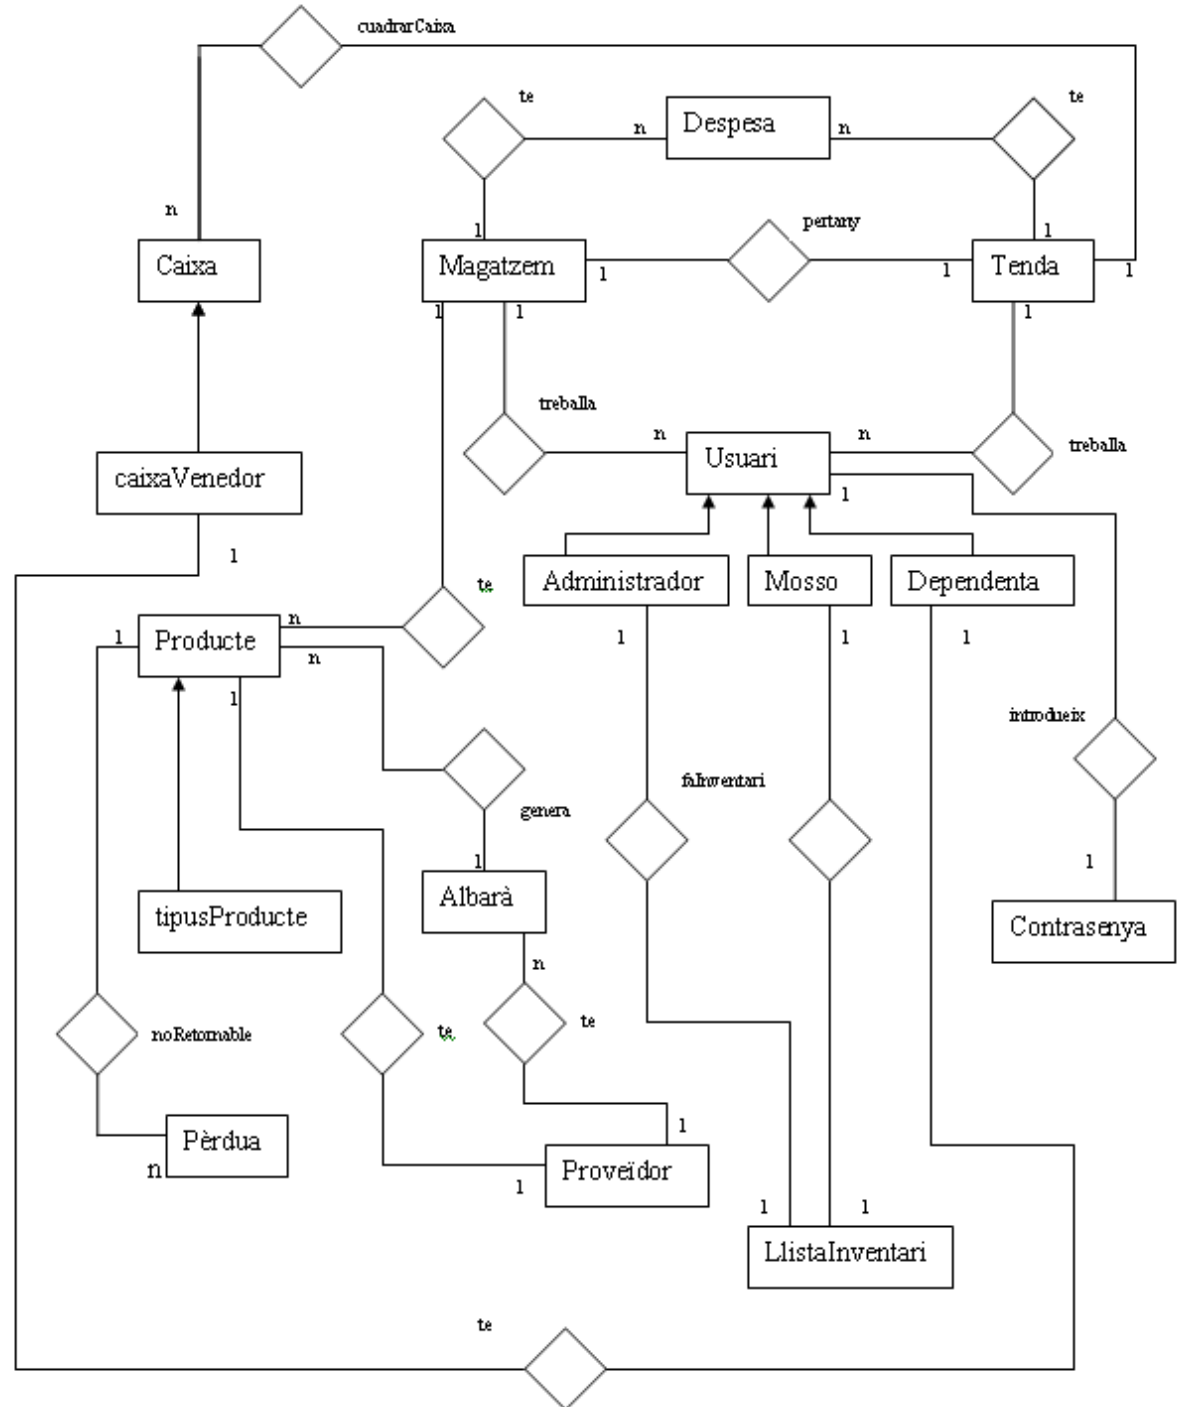 cuadrarCaixa
te
te
n
Despesa
n
n
pertany
1
1
Caixa
Magatzem
1
1
Tenda
1
1
1
1
treballa
n
n
treballa
Usuari
caixaVenedor
1
1
Administrador
Mosso
Dependenta
te
n
1
Producte
1
1
1
n
1
introdueix
falnventari
genera
1
1
Albarà
tipusProducte
Contrasenya
n
te
te
noRetornable
1
Pèrdua
n
Proveïdor
1
1
1
LlistaInventari
te